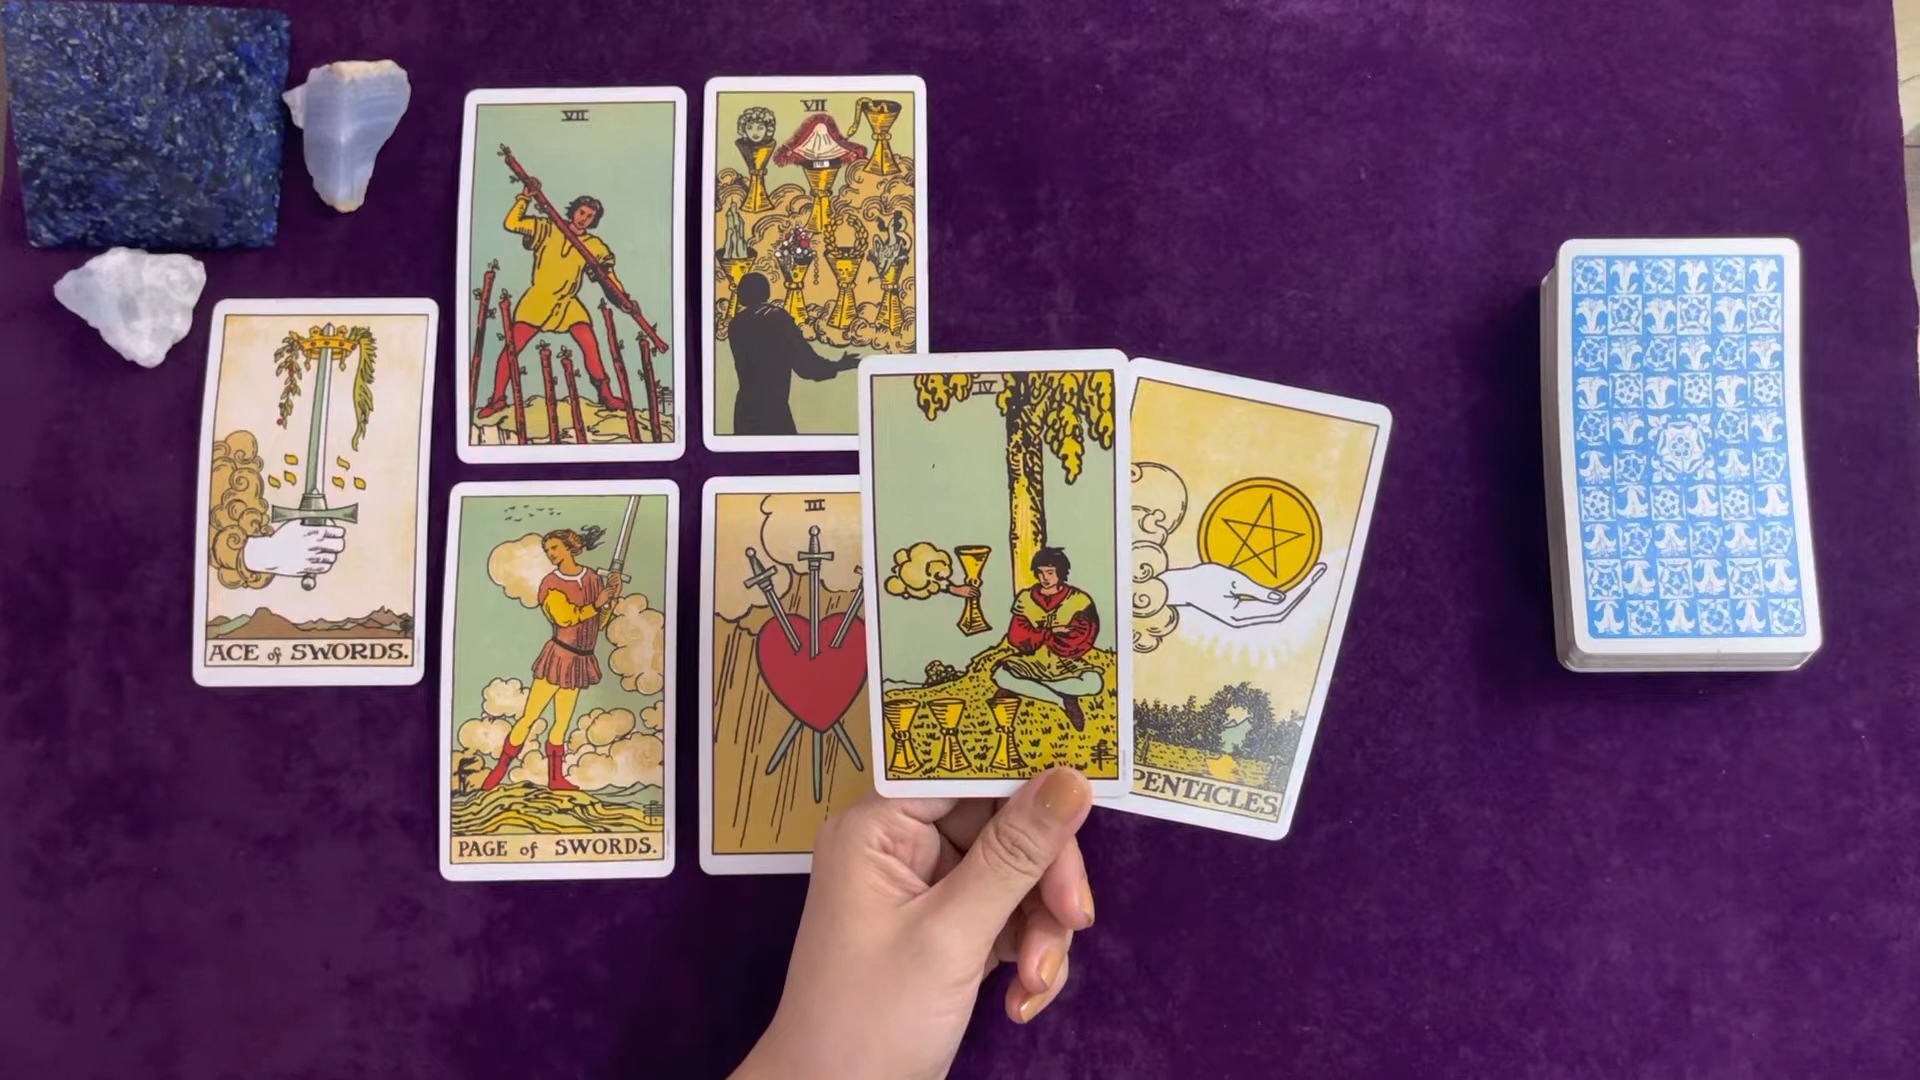 VII
VII
IV
ACE of SWORDS.
III
PENTACLES
PAGE of SWORDS.